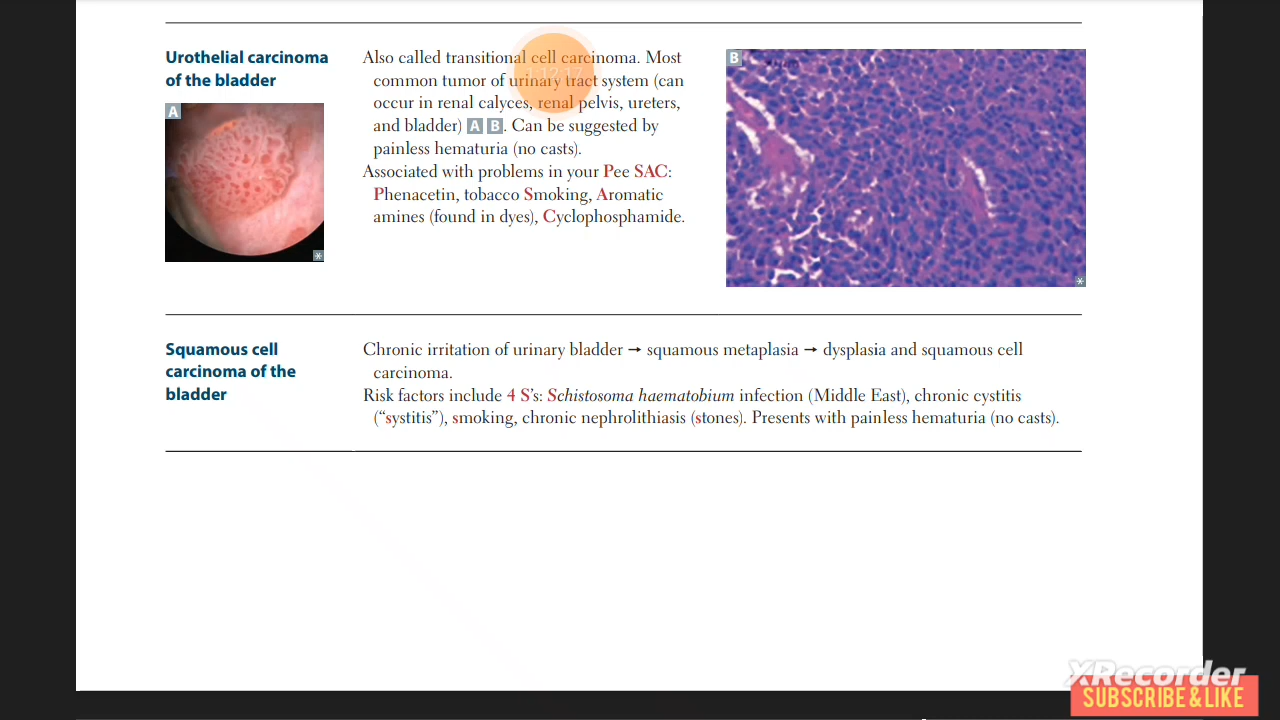 Urothelial carcinoma
of the bladder
A
*
Also called transitional cell carcinoma. Most
common tumor of urinary tract system (can
occur in renal calyces, renal pelvis, ureters,
and bladder) A B. Can be suggested by
painless hematuria (no casts).
Associated with problems in your Pee SAC:
Phenacetin, tobacco Smoking, Aromatic
amines (found in dyes), Cyclophosphamide.
B
*
Squamous cell
carcinoma of the
bladder
Chronic irritation of urinary bladder → squamous metaplasia → dysplasia and squamous cell
carcinoma.
Risk factors include 4 S's: Schistosoma haematobium infection (Middle East), chronic cystitis
(“systitis”), smoking, chronic nephrolithiasis (stones). Presents with painless hematuria (no casts).
XRecorder
SUBSCRIBE & LIKE